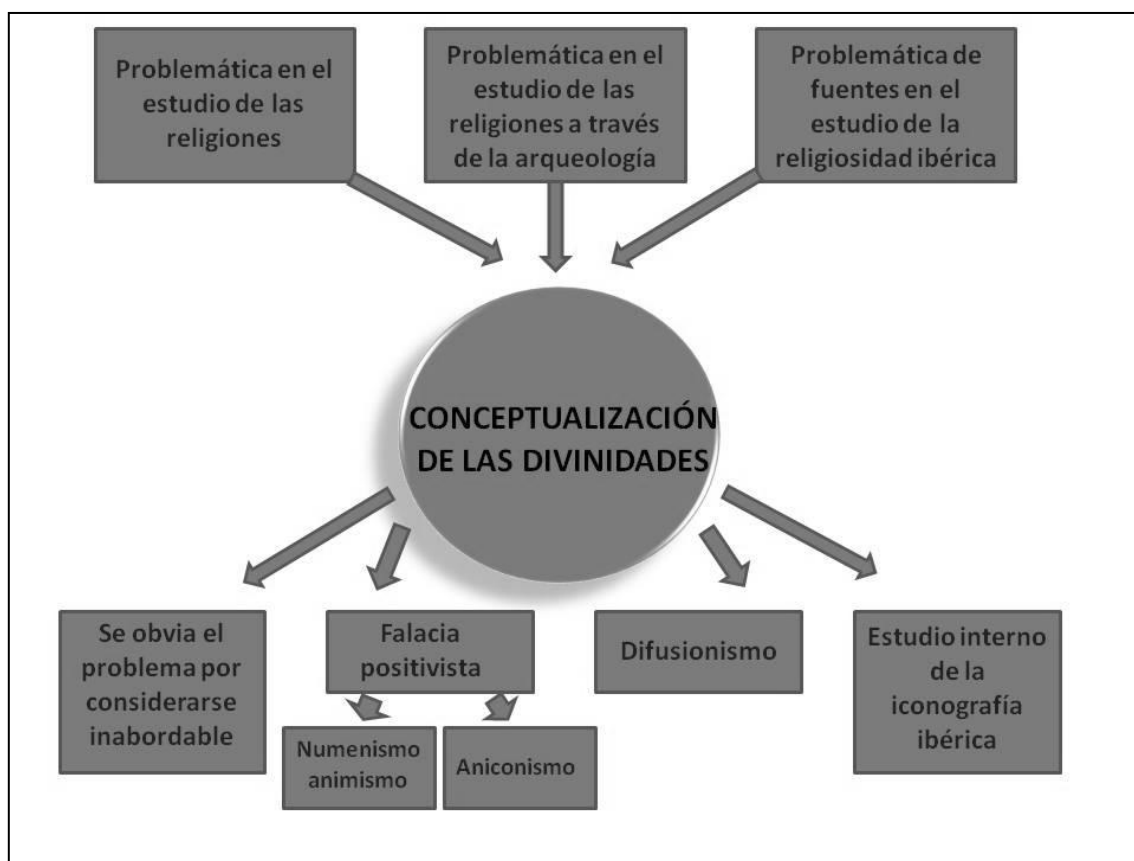 Problemática en el
estudio de las
religiones
Problemática en el
estudio de las
religiones a través
de la arqueología
Problemática de
fuentes en el
estudio de la
religiosidad ibérica
CONCEPTUALIZACIÓN
DE LAS DIVINIDADES
Se obvia el
problema por
considerarse
inabordable
Falacia
positivista
Numenismo
animismo
Aniconismo
Difusionismo
Estudio interno
de la
iconografía
ibérica